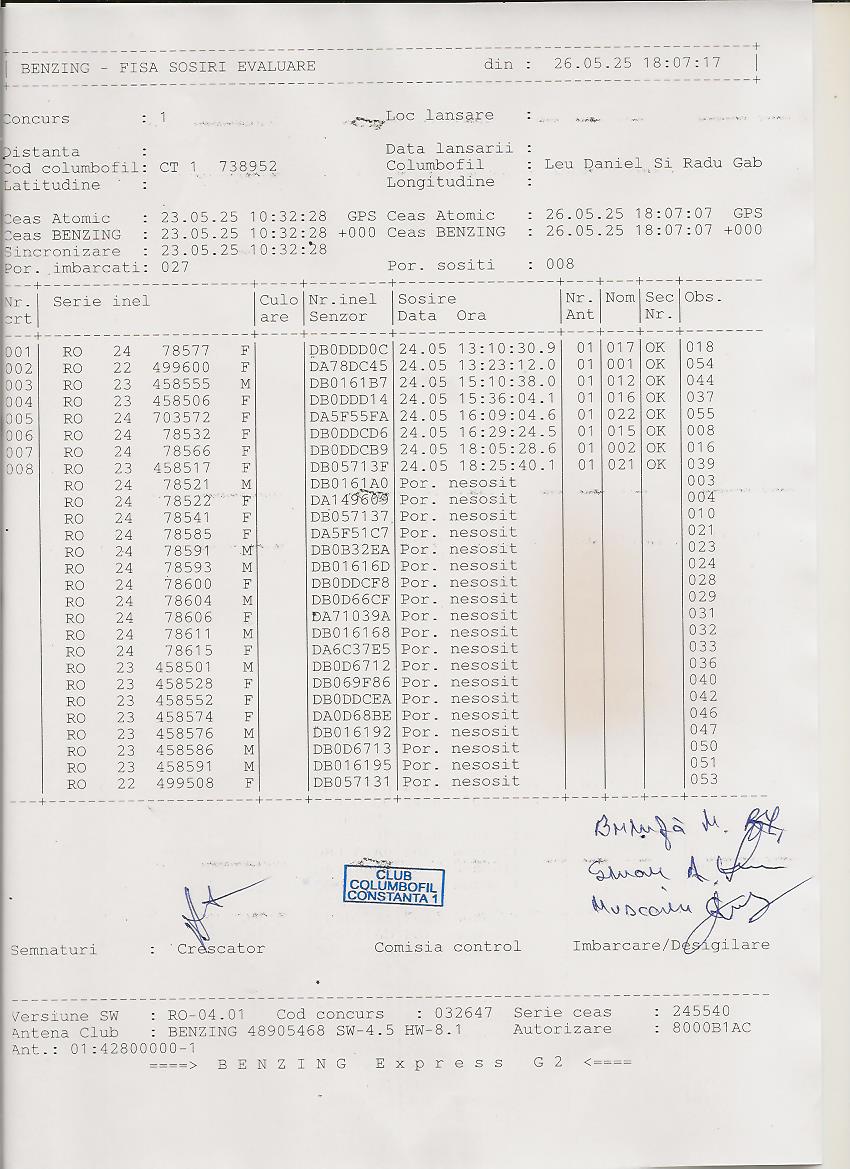 BENZING - FISA SOSIRI EVALUARE din : 26.05.25 18:07:17
Concurs : 1 Loc lansare :
Distanta : Data lansarii :
Cod columbofil: CT 1 738952 Columbofil : Leu Daniel Si Radu Gab
Latitudine : Longitudine :
Ceas Atomic : 23.05.25 10:32:28 GPS Ceas Atomic : 26.05.25 18:07:07 GPS
Ceas BENZING : 23.05.25 10:32:28 +000 Ceas BENZING : 26.05.25 18:07:07 +000
Sincronizare : 23.05.25 10:32:28
Por. imbarcati: 027 Por. sositi : 008
Nr. Serie inel Culo Nr.inel Sosire Nr. Nom Sec Obs.
crt are Senzor Data Ora Ant Nr.
001 RO 24 78577 F DB0DDD0C 24.05 13:10:30.9 01 017 OK 018
002 RO 22 499600 F DA78DC45 24.05 13:23:12.0 01 001 OK 054
003 RO 23 458555 M DB0161B7 24.05 15:10:38.0 01 012 OK 044
004 RO 23 458506 F DB0DDD14 24.05 15:36:04.1 01 016 OK 037
005 RO 24 703572 F DA5F55FA 24.05 16:09:04.6 01 022 OK 055
006 RO 24 78532 F DB0DDCD6 24.05 16:29:24.5 01 015 OK 008
007 RO 24 78566 F DB0DDCB9 24.05 18:05:28.6 01 002 OK 016
008 RO 23 458517 F DB05713F 24.05 18:25:40.1 01 021 OK 039
RO 24 78521 M DB0161A0 Por. nesosit 003
RO 24 78522 F DA149609 Por. nesosit 004
RO 24 78541 F DB057137 Por. nesosit 010
RO 24 78585 F DA5F51C7 Por. nesosit 021
RO 24 78591 M DB0B32EA Por. nesosit 023
RO 24 78593 M DB01616D Por. nesosit 024
RO 24 78600 F DB0DDCF8 Por. nesosit 028
RO 24 78604 M DB0D66CF Por. nesosit 029
RO 24 78606 F DA71039A Por. nesosit 031
RO 24 78611 M DB016168 Por. nesosit 032
RO 24 78615 F DA6C37E5 Por. nesosit 033
RO 23 458501 M DB0D6712 Por. nesosit 036
RO 23 458528 F DB069F86 Por. nesosit 040
RO 23 458552 F DB0DDCEA Por. nesosit 042
RO 23 458574 F DA0D68BE Por. nesosit 046
RO 23 458576 M DB016192 Por. nesosit 047
RO 23 458586 M DB0D6713 Por. nesosit 050
RO 23 458591 M DB016195 Por. nesosit 051
RO 22 499508 F DB057131 Por. nesosit 053
CLUB
COLUMBOFIL
CONSTANTA 1
Semnaturi : Crescator Comisia control Imbarcare/Desigilare
Versiune SW : RO-04.01 Cod concurs : 032647 Serie ceas : 245540
Antena Club : BENZING 48905468 SW-4.5 HW-8.1 Autorizare : 8000B1AC
Ant.: 01:42800000-1
====> B E N Z I N G E x p r e s s G 2 <====